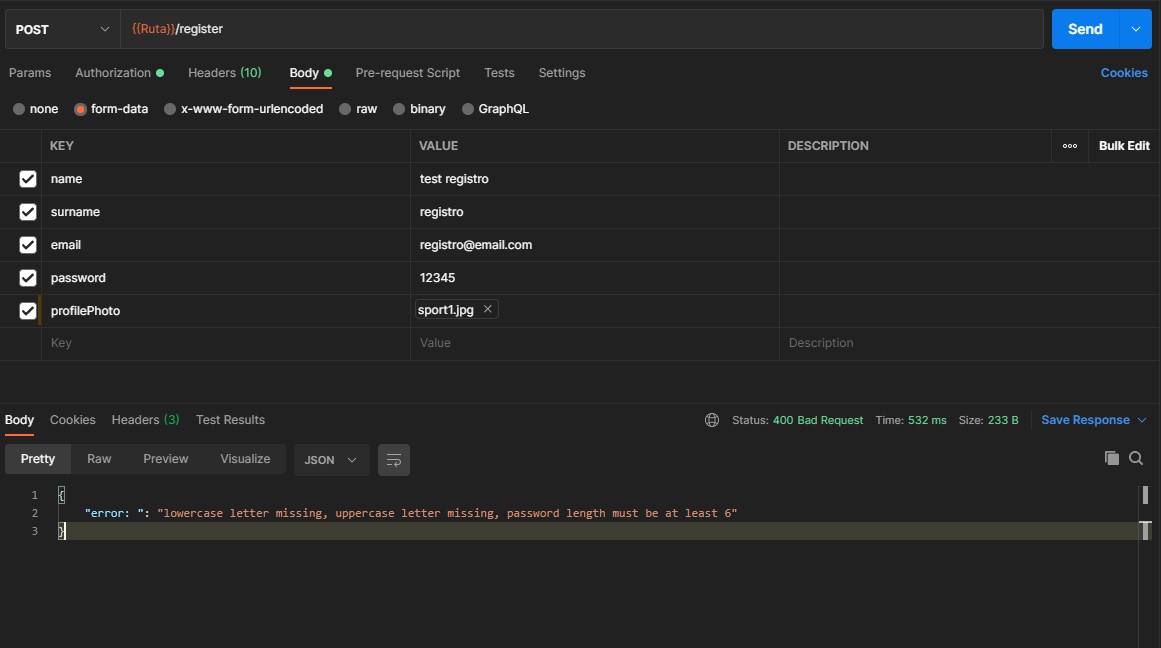 POST {{Ruta}}/register Send
Params Authorization Headers (10) Body Pre-request Script Tests Settings Cookies
none form-data x-www-form-urlencoded raw binary GraphQL
KEY VALUE DESCRIPTION ooo Bulk Edit
name test registro
surname registro
email registro@email.com
password 12345
profilePhoto sport1.jpg ×
Key Value Description
Body Cookies Headers (3) Test Results Status: 400 Bad Request Time: 532 ms Size: 233 B Save Response
Pretty Raw Preview Visualize JSON
1 {
2 "error: ": "lowercase letter missing, uppercase letter missing, password length must be at least 6"
3 }